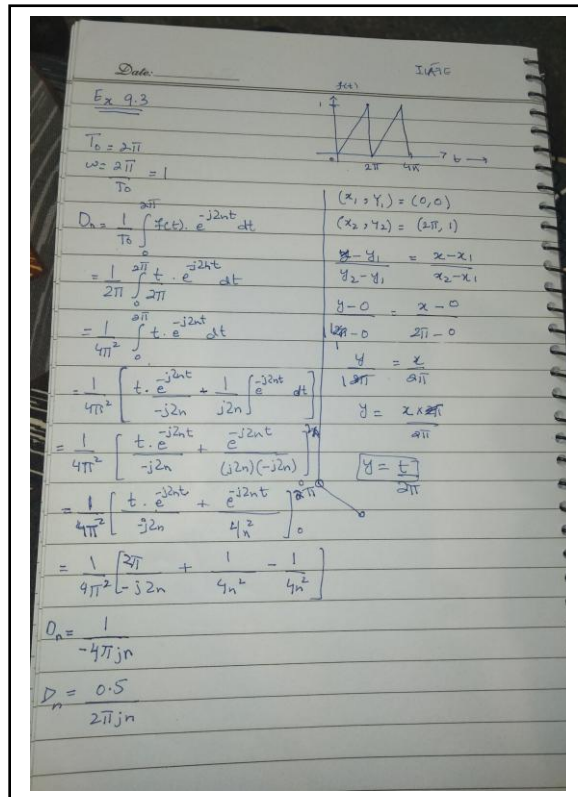 Date:
Ex 9.3
f(t)
1
0
2π
4π
t →
T₀ = 2π
ω = 2π/T₀ = 1
Dₙ = 1/T₀ ∫₀^2π f(t) · e^-j2nt dt
= 1/2π ∫₀^2π t/2π · e^-j2nt dt
= 1/4π² ∫₀^2π t · e^-j2nt dt
= 1/4π² [ t · e^-j2nt / -j2n + 1/j2n ∫ e^-j2nt dt ]
= 1/4π² [ t · e^-j2nt / -j2n + e^-j2nt / (j2n)(-j2n) ]₀^2π
= 1/4π² [ t · e^-j2nt / -j2n + e^-j2nt / 4n² ]₀^2π
= 1/4π² [ 2π / -j2n + 1/4n² - 1/4n² ]
Dₙ = 1 / -4πjn
Dₙ = 0.5 / 2πjn
(x₁, y₁) = (0,0)
(x₂, y₂) = (2π, 1)
y - y₁ / y₂ - y₁ = x - x₁ / x₂ - x₁
y - 0 / 1 - 0 = x - 0 / 2π - 0
y / 1 = x / 2π
y = x / 2π
y = t / 2π